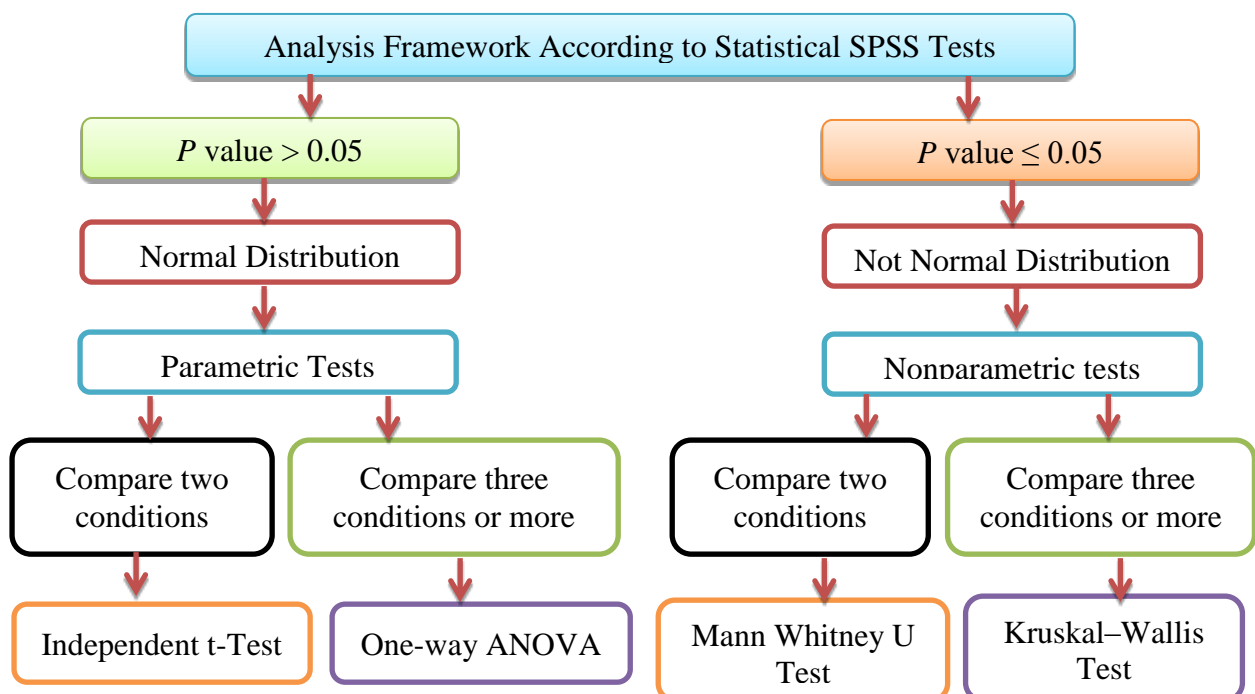 Analysis Framework According to Statistical SPSS Tests
P value > 0.05
P value ≤ 0.05
Normal Distribution
Not Normal Distribution
Parametric Tests
Nonparametric tests
Compare two
conditions
Compare three
conditions or more
Compare two
conditions
Compare three
conditions or more
Independent t-Test
One-way ANOVA
Mann Whitney U
Test
Kruskal–Wallis
Test